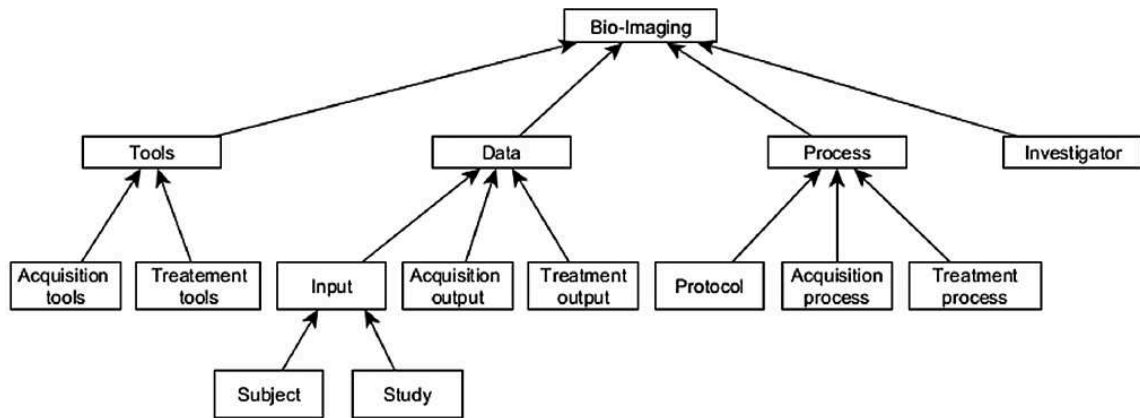 Bio-Imaging
Tools
Data
Process
Investigator
Acquisition
tools
Treatement
tools
Input
Acquisition
output
Treatment
output
Protocol
Acquisition
process
Treatment
process
Subject
Study